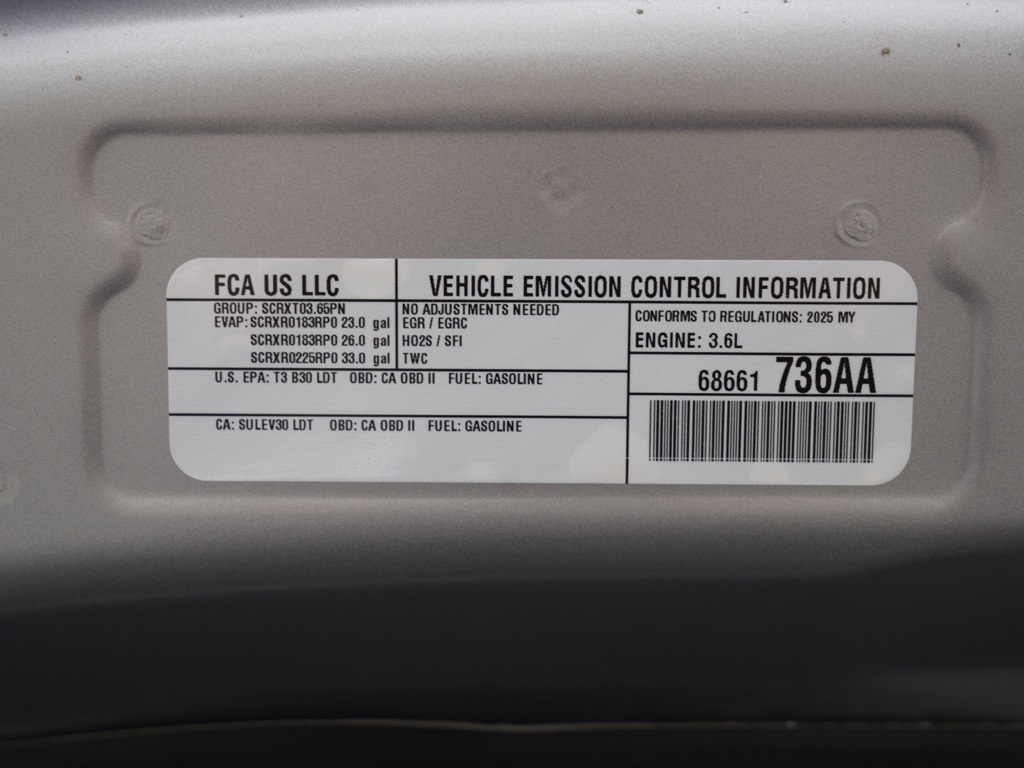 FCA US LLC
VEHICLE EMISSION CONTROL INFORMATION
GROUP: SCRXT03.65PN
EVAP: SCRXR0183RP0 23.0 gal
SCRXR0183RP0 26.0 gal
SCRXR0225RP0 33.0 gal
NO ADJUSTMENTS NEEDED
EGR / EGRC
HO2S / SFI
TWC
CONFORMS TO REGULATIONS: 2025 MY
ENGINE: 3.6L
U.S. EPA: T3 B30 LDT OBD: CA OBD II FUEL: GASOLINE
68661 736AA
CA: SULEV30 LDT OBD: CA OBD II FUEL: GASOLINE